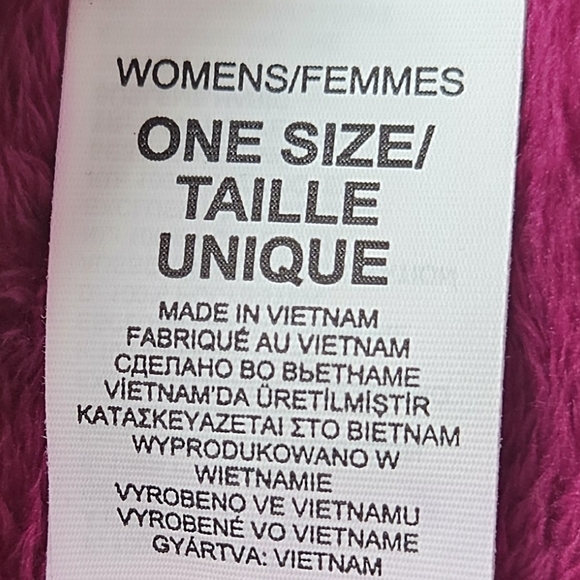 WOMENS/FEMMES
ONE SIZE/
TAILLE
UNIQUE
MADE IN VIETNAM
FABRIQUÉ AU VIETNAM
СДЕЛАНО ВО ВЬЕТНАМЕ
VİETNAM'DA ÜRETİLMİŞTİR
ΚΑΤΑΣΚΕΥΑΖΕΤΑΙ ΣΤΟ ΒΙΕΤΝΑΜ
WYPRODUKOWANO W
WIETNAMIE
VYROBENO VE VIETNAMU
VYROBENÉ VO VIETNAME
GYÁRTVA: VIETNAM